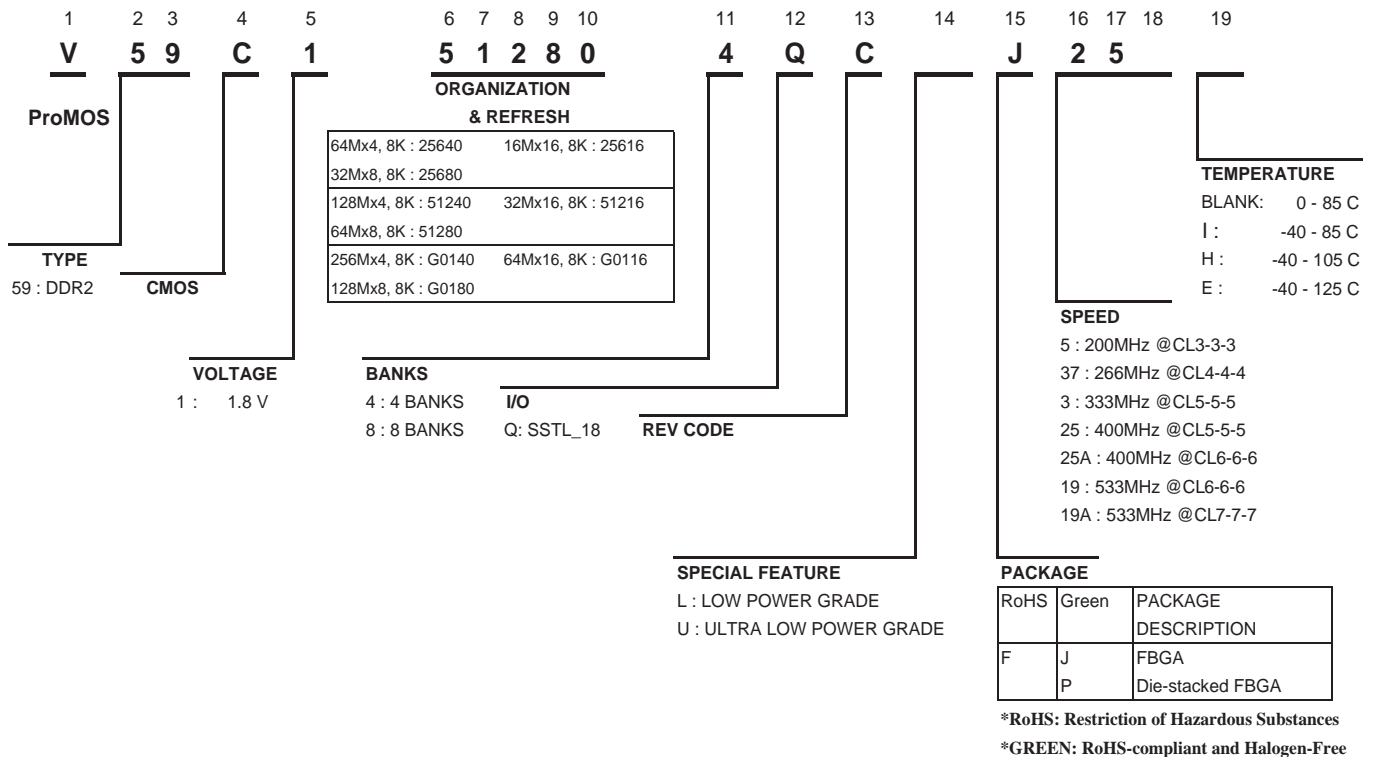 1 2 3 4 5 6 7 8 9 10 11 12 13 14 15 16 17 18 19
V 5 9 C 1 5 1 2 8 0 4 Q C J 2 5
ORGANIZATION
& REFRESH
ProMOS
64Mx4, 8K : 25640 16Mx16, 8K : 25616
32Mx8, 8K : 25680
128Mx4, 8K : 51240 32Mx16, 8K : 51216
64Mx8, 8K : 51280
256Mx4, 8K : G0140 64Mx16, 8K : G0116
128Mx8, 8K : G0180
TEMPERATURE
BLANK: 0 - 85 C
I : -40 - 85 C
H : -40 - 105 C
E : -40 - 125 C
TYPE
59 : DDR2
CMOS
VOLTAGE
1 : 1.8 V
BANKS
4 : 4 BANKS
8 : 8 BANKS
I/O
Q: SSTL_18
REV CODE
SPEED
5 : 200MHz @CL3-3-3
37 : 266MHz @CL4-4-4
3 : 333MHz @CL5-5-5
25 : 400MHz @CL5-5-5
25A : 400MHz @CL6-6-6
19 : 533MHz @CL6-6-6
19A : 533MHz @CL7-7-7
SPECIAL FEATURE
L : LOW POWER GRADE
U : ULTRA LOW POWER GRADE
PACKAGE
RoHS Green PACKAGE
DESCRIPTION
F J FBGA
P Die-stacked FBGA
*RoHS: Restriction of Hazardous Substances
*GREEN: RoHS-compliant and Halogen-Free